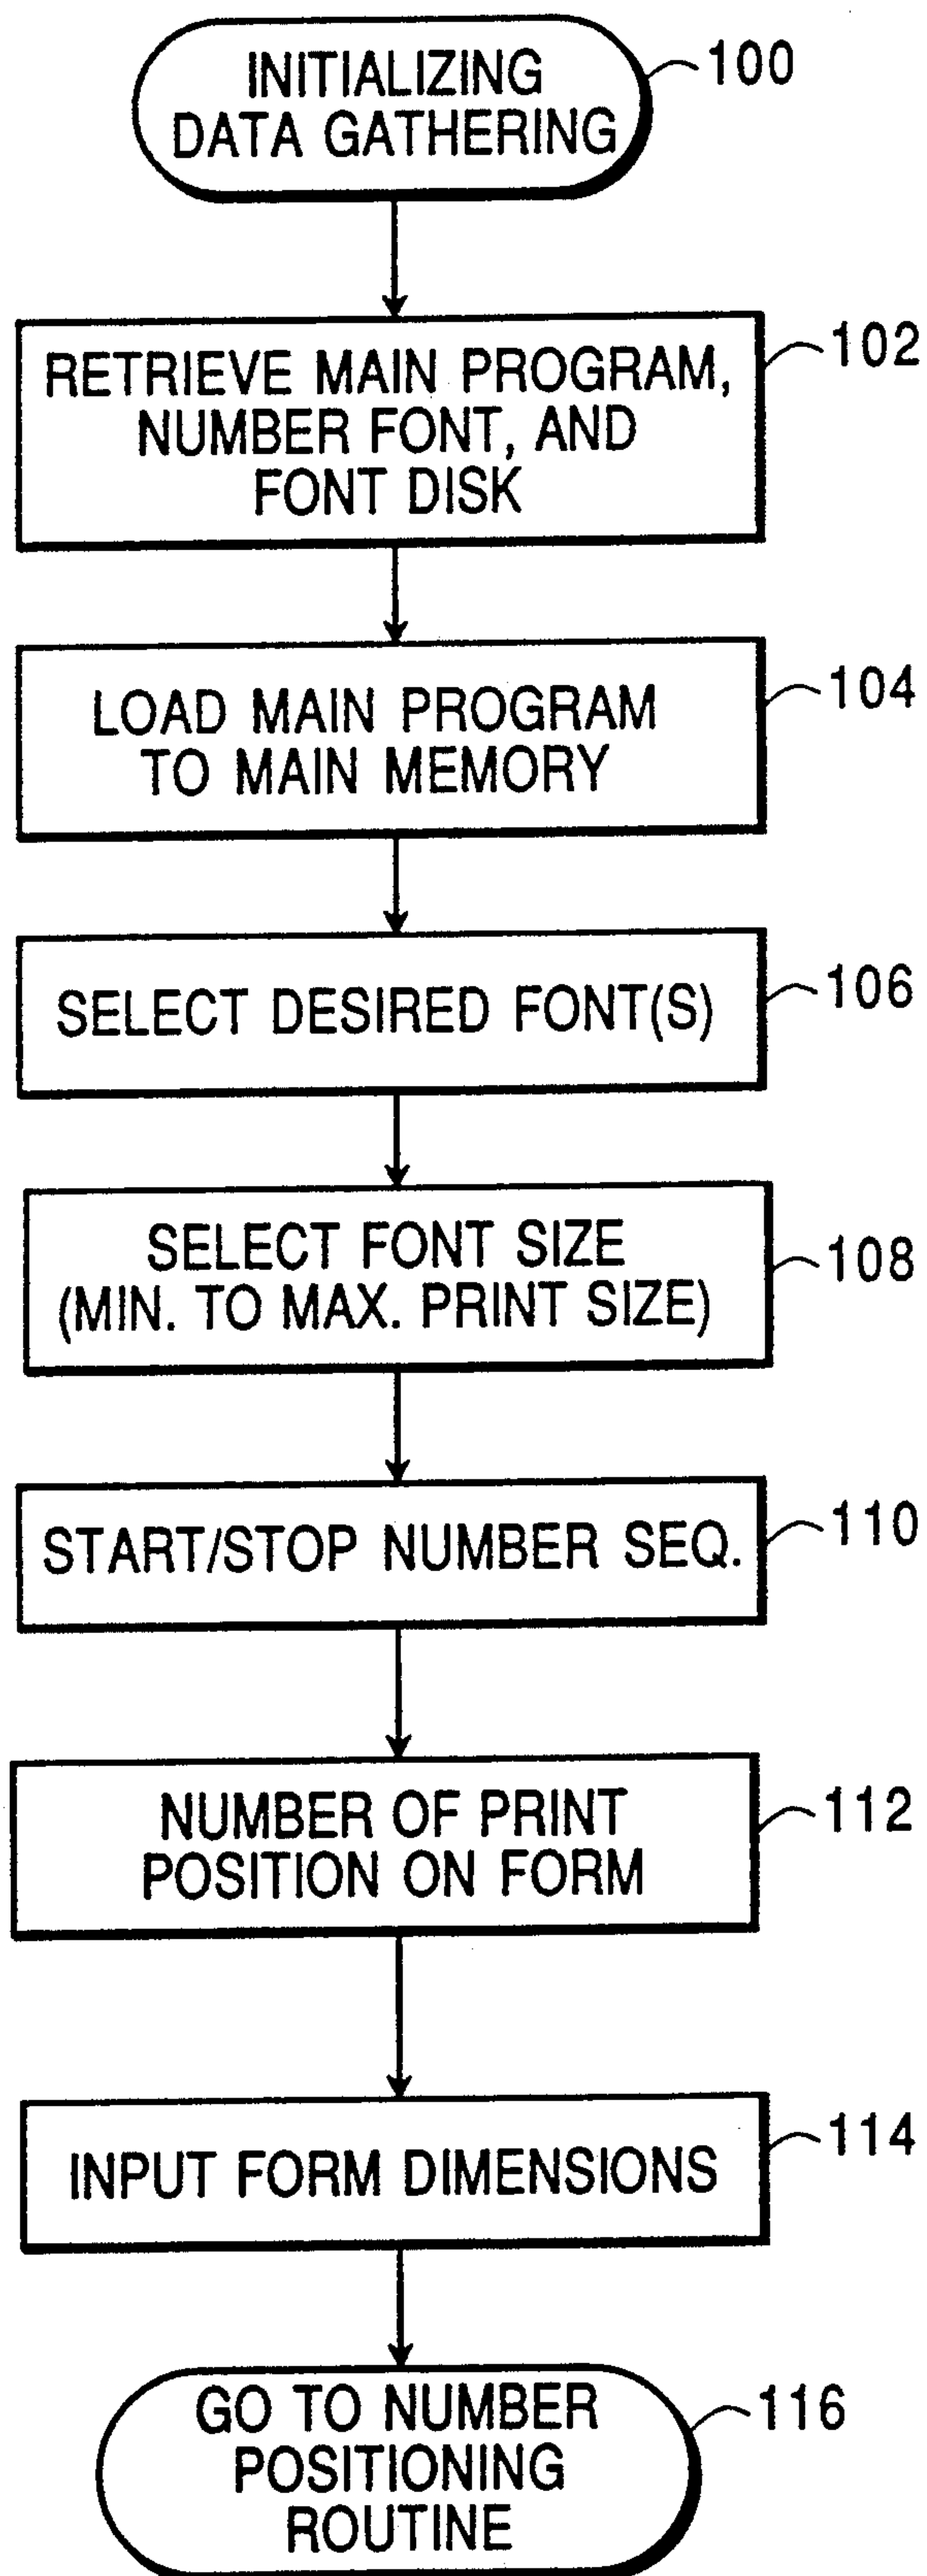 INITIALIZING
DATA GATHERING
100
RETRIEVE MAIN PROGRAM,
NUMBER FONT, AND
FONT DISK
102
LOAD MAIN PROGRAM
TO MAIN MEMORY
104
SELECT DESIRED FONT(S)
106
SELECT FONT SIZE
(MIN. TO MAX. PRINT SIZE)
108
START/STOP NUMBER SEQ.
110
NUMBER OF PRINT
POSITION ON FORM
112
INPUT FORM DIMENSIONS
114
GO TO NUMBER
POSITIONING
ROUTINE
116